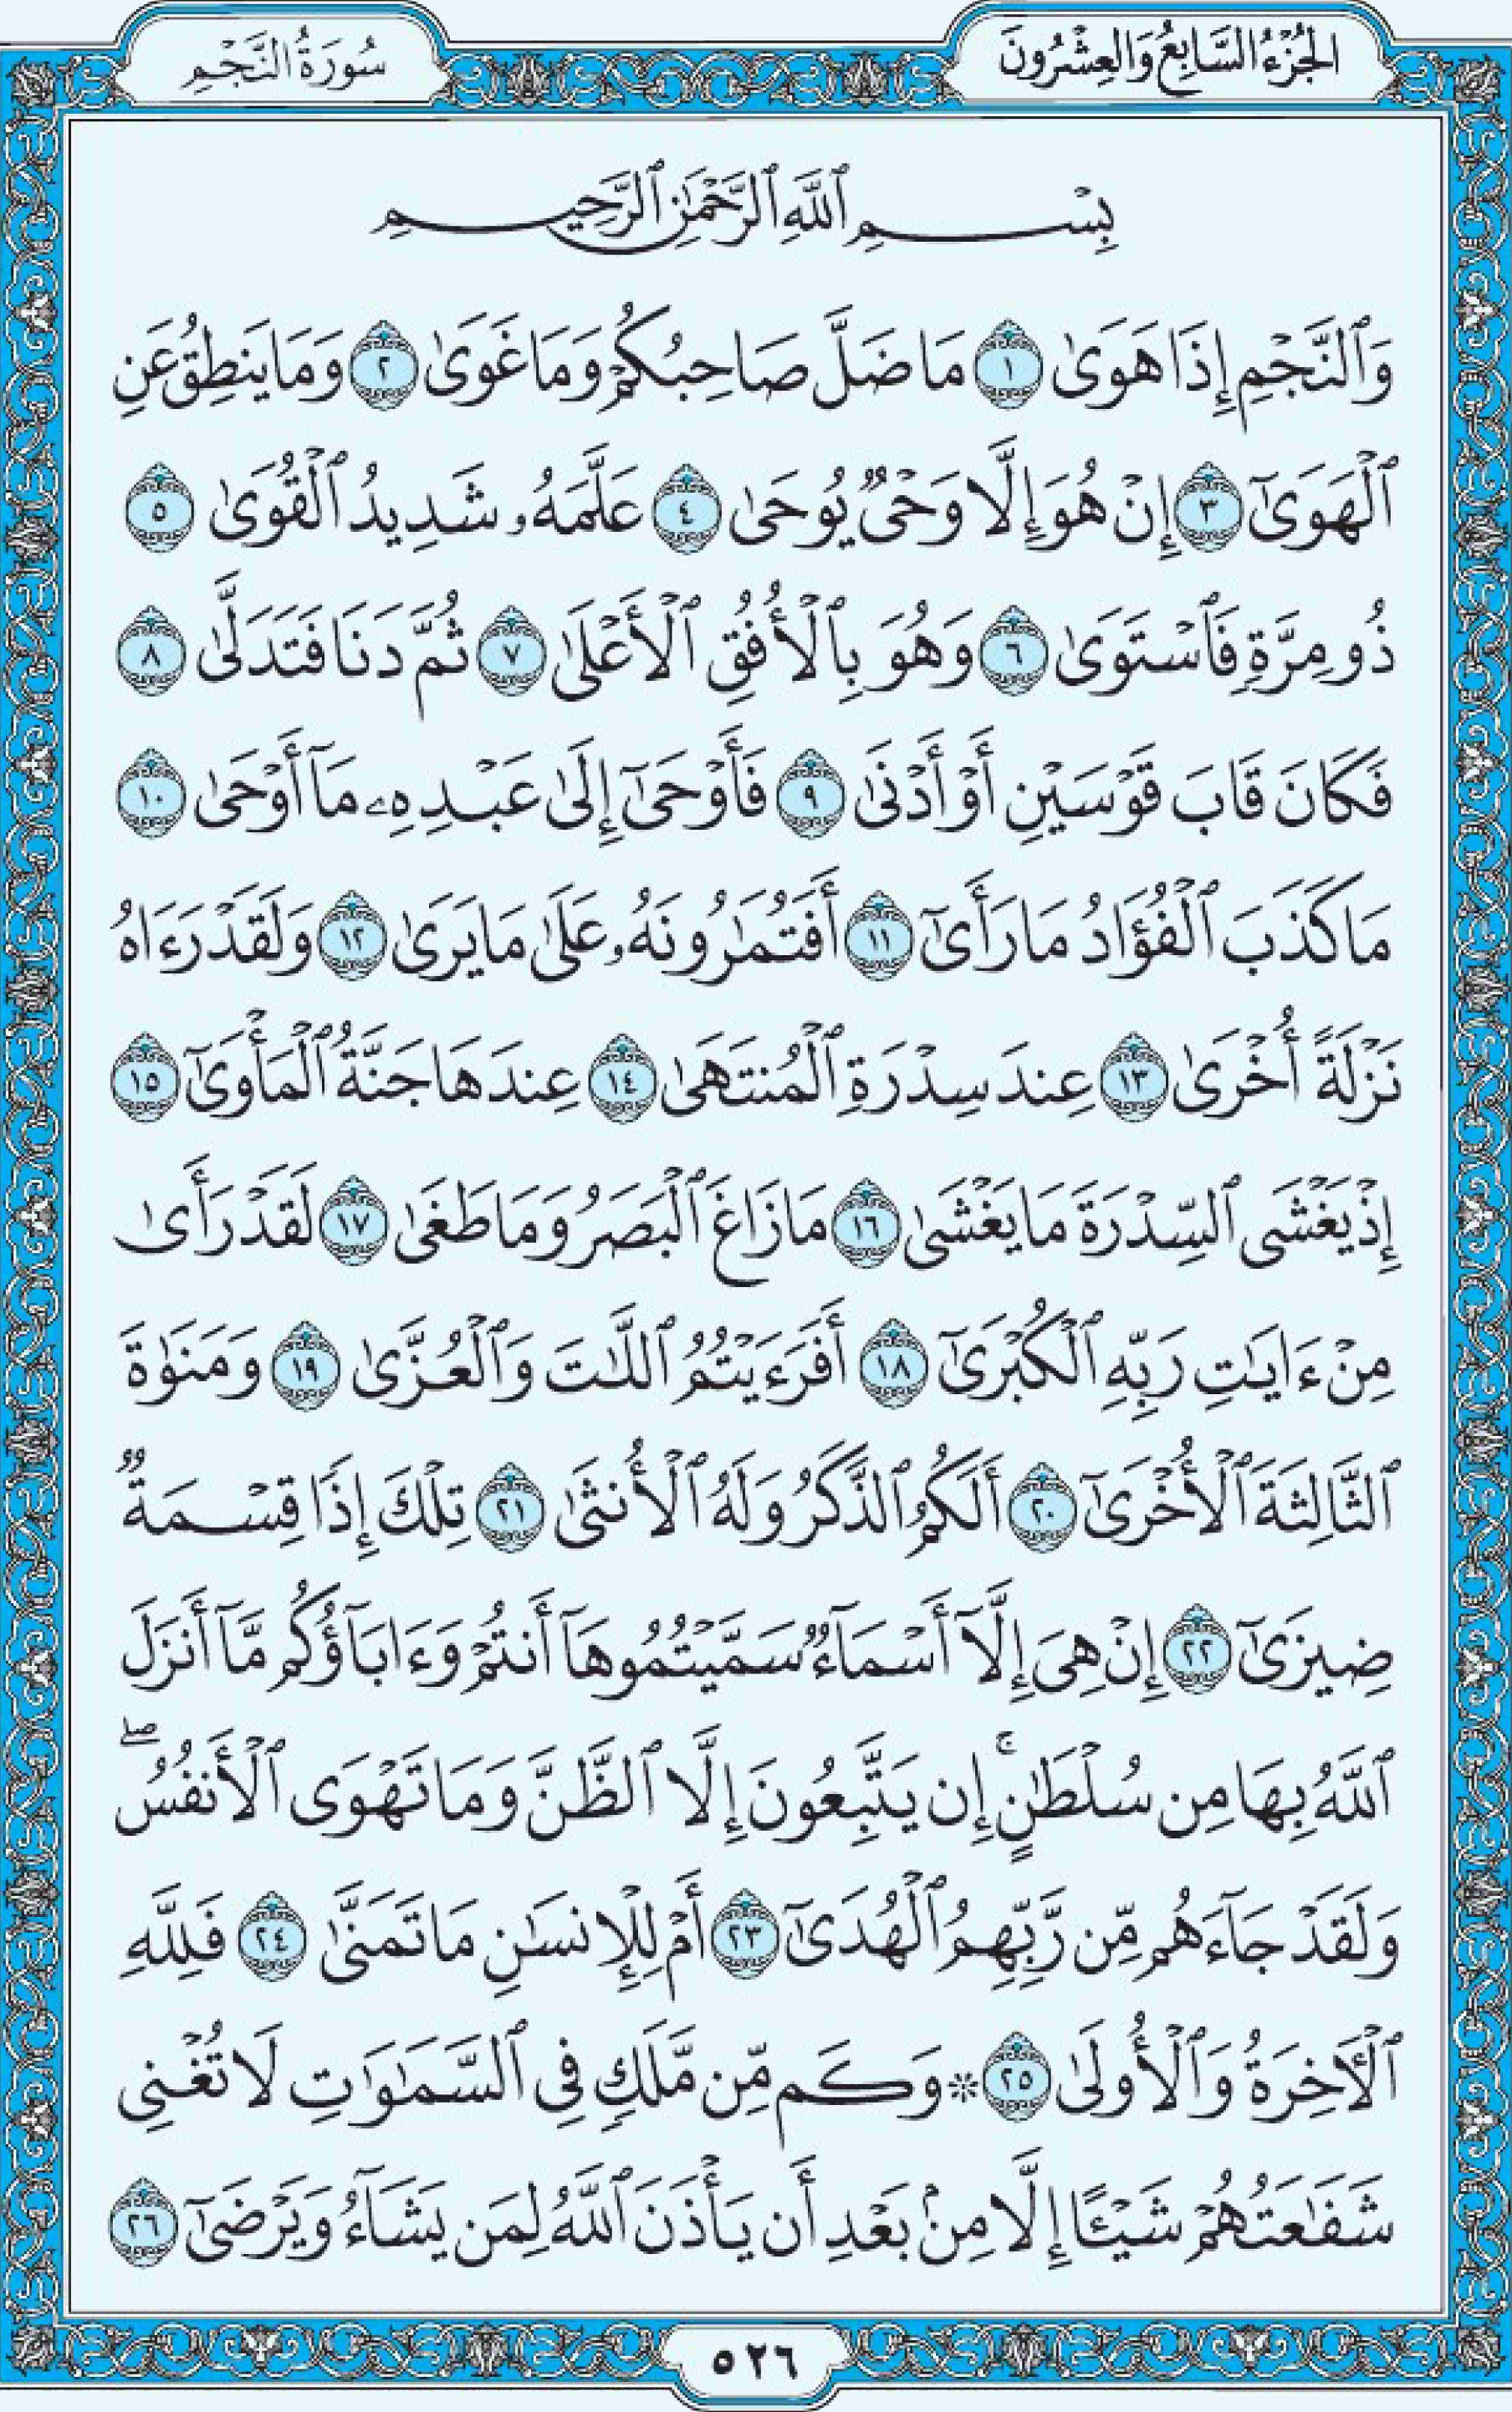 الجُزْءُ السَّابِعُ وَالعِشْرُونَ
سُورَةُ النَّجْمِ
بِسْمِ ٱللَّهِ ٱلرَّحْمَٰنِ ٱلرَّحِيمِ
وَٱلنَّجْمِ إِذَا هَوَىٰ ١ مَا ضَلَّ صَاحِبُكُمْ وَمَا غَوَىٰ ٢ وَمَا يَنطِقُ عَنِ
ٱلْهَوَىٰٓ ٣ إِنْ هُوَ إِلَّا وَحْىٌ يُوحَىٰ ٤ عَلَّمَهُۥ شَدِيدُ ٱلْقُوَىٰ ٥
ذُو مِرَّةٍ فَٱسْتَوَىٰ ٦ وَهُوَ بِٱلْأُفُقِ ٱلْأَعْلَىٰ ٧ ثُمَّ دَنَا فَتَدَلَّىٰ ٨
فَكَانَ قَابَ قَوْسَيْنِ أَوْ أَدْنَىٰ ٩ فَأَوْحَىٰٓ إِلَىٰ عَبْدِهِۦ مَآ أَوْحَىٰ ١٠
مَا كَذَبَ ٱلْفُؤَادُ مَا رَأَىٰٓ ١١ أَفَتُمَٰرُونَهُۥ عَلَىٰ مَا يَرَىٰ ١٢ وَلَقَدْ رَءَاهُ
نَزْلَةً أُخْرَىٰ ١٣ عِندَ سِدْرَةِ ٱلْمُنتَهَىٰ ١٤ عِندَهَا جَنَّةُ ٱلْمَأْوَىٰٓ ١٥
إِذْ يَغْشَى ٱلسِّدْرَةَ مَا يَغْشَىٰ ١٦ مَا زَاغَ ٱلْبَصَرُ وَمَا طَغَىٰ ١٧ لَقَدْ رَأَىٰ
مِنْ ءَايَٰتِ رَبِّهِ ٱلْكُبْرَىٰٓ ١٨ أَفَرَءَيْتُمُ ٱللَّٰتَ وَٱلْعُزَّىٰ ١٩ وَمَنَوٰةَ
ٱلثَّالِثَةَ ٱلْأُخْرَىٰٓ ٢٠ أَلَكُمُ ٱلذَّكَرُ وَلَهُ ٱلْأُنثَىٰ ٢١ تِلْكَ إِذًا قِسْمَةٌ
ضِيزَىٰٓ ٢٢ إِنْ هِىَ إِلَّآ أَسْمَآءٌ سَمَّيْتُمُوهَآ أَنتُمْ وَءَابَآؤُكُم مَّآ أَنزَلَ
ٱللَّهُ بِهَا مِن سُلْطَٰنٍ ۚ إِن يَتَّبِعُونَ إِلَّا ٱلظَّنَّ وَمَا تَهْوَى ٱلْأَنفُسُ ۖ
وَلَقَدْ جَآءَهُم مِّن رَّبِّهِمُ ٱلْهُدَىٰٓ ٢٣ أَمْ لِلْإِنسَٰنِ مَا تَمَنَّىٰ ٢٤ فَلِلَّهِ
ٱلْـَٔاخِرَةُ وَٱلْأُولَىٰ ٢٥ ۞ وَكَم مِّن مَّلَكٍ فِى ٱلسَّمَٰوَٰتِ لَا تُغْنِى
شَفَٰعَتُهُمْ شَيْـًٔا إِلَّا مِنۢ بَعْدِ أَن يَأْذَنَ ٱللَّهُ لِمَن يَشَآءُ وَيَرْضَىٰٓ ٢٦
٥٢٦